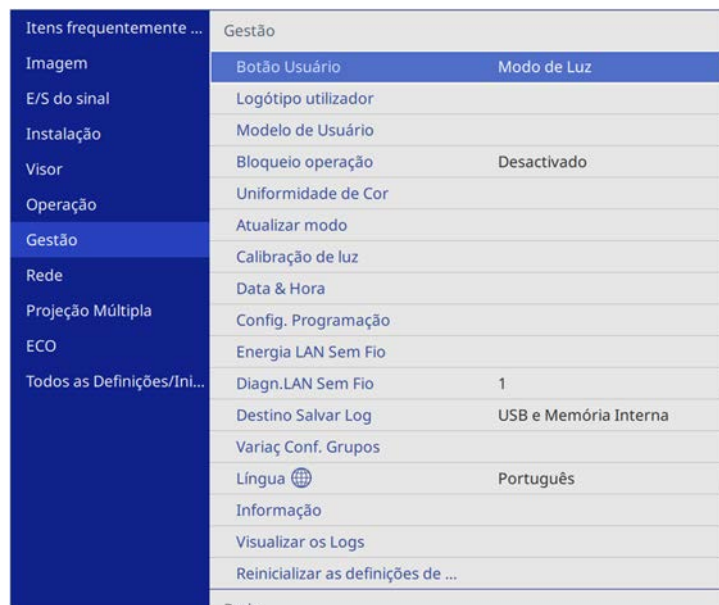 Itens frequentemente ...
Imagem
E/S do sinal
Instalação
Visor
Operação
Gestão
Rede
Projeção Múltipla
ECO
Todos as Definições/Ini...
Gestão
Botão Usuário Modo de Luz
Logótipo utilizador
Modelo de Usuário
Bloqueio operação Desactivado
Uniformidade de Cor
Atualizar modo
Calibração de luz
Data & Hora
Config. Programação
Energia LAN Sem Fio
Diagn.LAN Sem Fio 1
Destino Salvar Log USB e Memória Interna
Variaç Conf. Grupos
Língua Português
Informação
Visualizar os Logs
Reinicializar as definições de ...